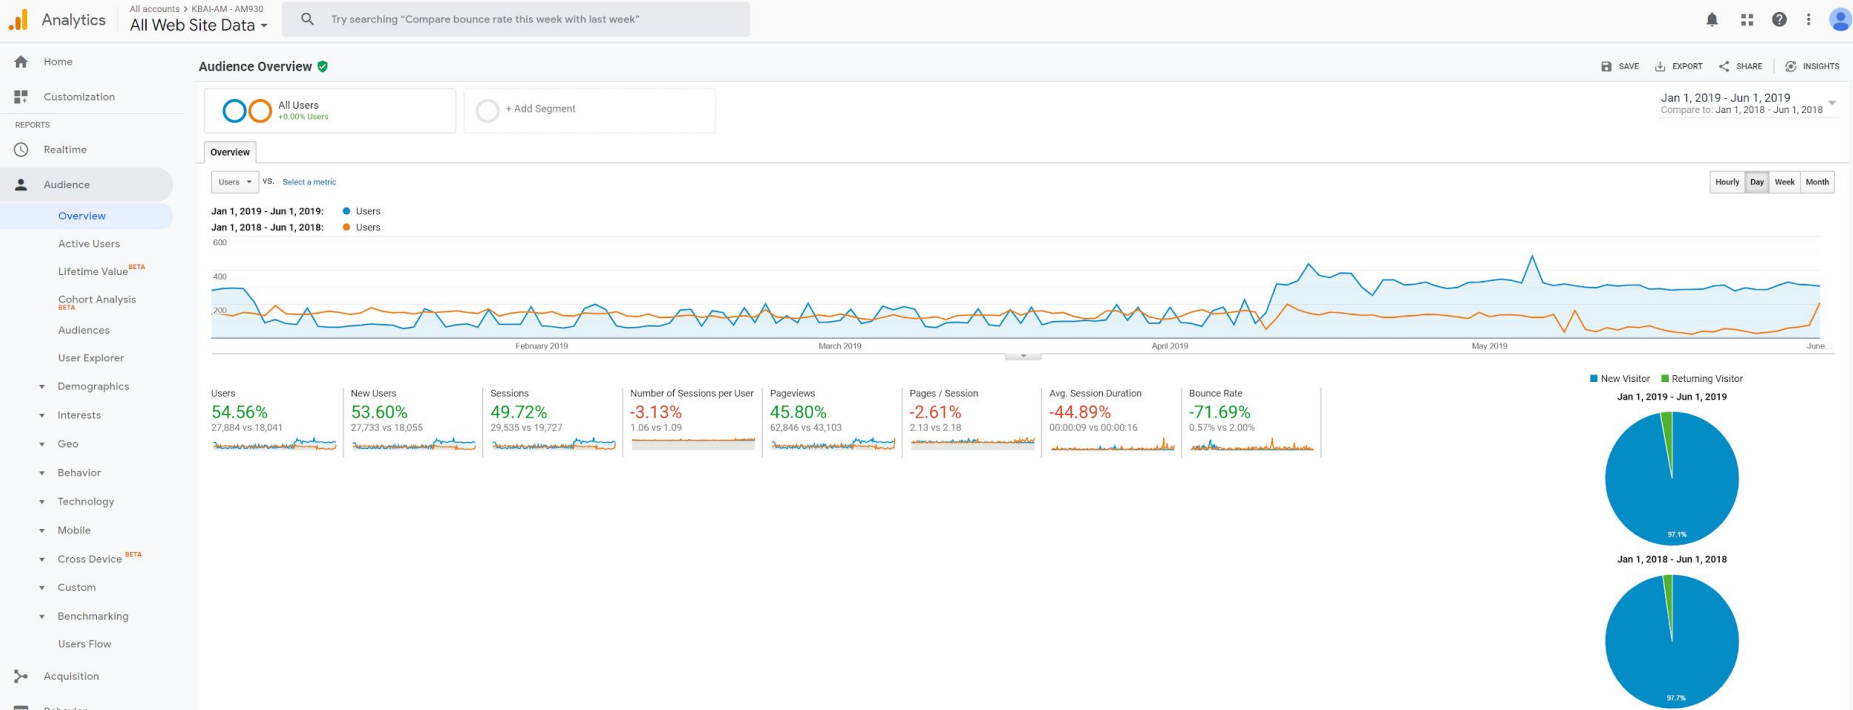 All accounts > KBAI-AM - AM930
Analytics
All Web Site Data
Try searching “Compare bounce rate this week with last week”
Home
Customization
REPORTS
Realtime
Audience
Overview
Active Users
Lifetime Value BETA
Cohort Analysis
BETA
Audiences
User Explorer
Demographics
Interests
Geo
Behavior
Technology
Mobile
Cross Device BETA
Custom
Benchmarking
Users Flow
Acquisition
Audience Overview
SAVE
EXPORT
SHARE
INSIGHTS
All Users
+0.00% Users
+ Add Segment
Jan 1, 2019 - Jun 1, 2019
Compare to: Jan 1, 2018 - Jun 1, 2018
Overview
Users VS. Select a metric
Hourly Day Week Month
Jan 1, 2019 - Jun 1, 2019: Users
Jan 1, 2018 - Jun 1, 2018: Users
600
400
200
February 2019
March 2019
April 2019
May 2019
June...
Users
54.56%
27,884 vs 18,041
New Users
53.60%
27,733 vs 18,055
Sessions
49.72%
29,535 vs 19,727
Number of Sessions per User
-3.13%
1.06 vs 1.09
Pageviews
45.80%
62,846 vs 43,103
Pages / Session
-2.61%
2.13 vs 2.18
Avg. Session Duration
-44.89%
00:00:09 vs 00:00:16
Bounce Rate
-71.69%
0.57% vs 2.00%
New Visitor Returning Visitor
Jan 1, 2019 - Jun 1, 2019
97.1%
Jan 1, 2018 - Jun 1, 2018
97.7%